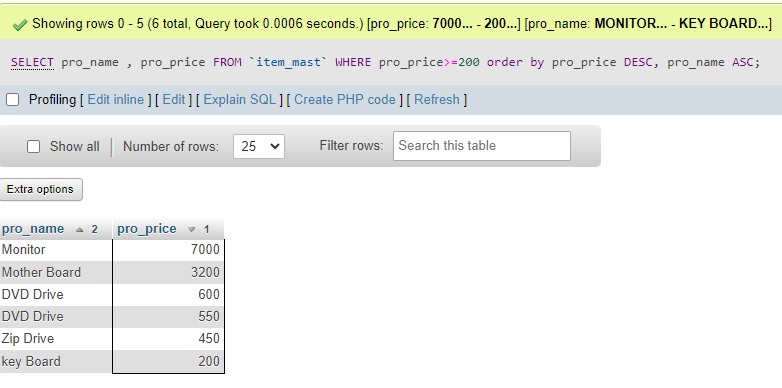 Showing rows 0 - 5 (6 total, Query took 0.0006 seconds.) [pro_price: 7000... - 200...] [pro_name: MONITOR... - KEY BOARD...]
SELECT pro_name , pro_price FROM `item_mast` WHERE pro_price>=200 order by pro_price DESC, pro_name ASC;
Profiling [ Edit inline ] [ Edit ] [ Explain SQL ] [ Create PHP code ] [ Refresh ]
Show all Number of rows: 25 Filter rows: Search this table
Extra options
pro_name 2 pro_price 1
Monitor 7000
Mother Board 3200
DVD Drive 600
DVD Drive 550
Zip Drive 450
key Board 200